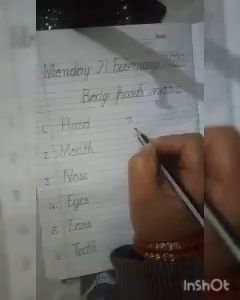 Monday 21 February
Body parts name
1. Head
2. Mouth
3. Nose
4. Eyes
5. Ears
6. Teeth
InShOt